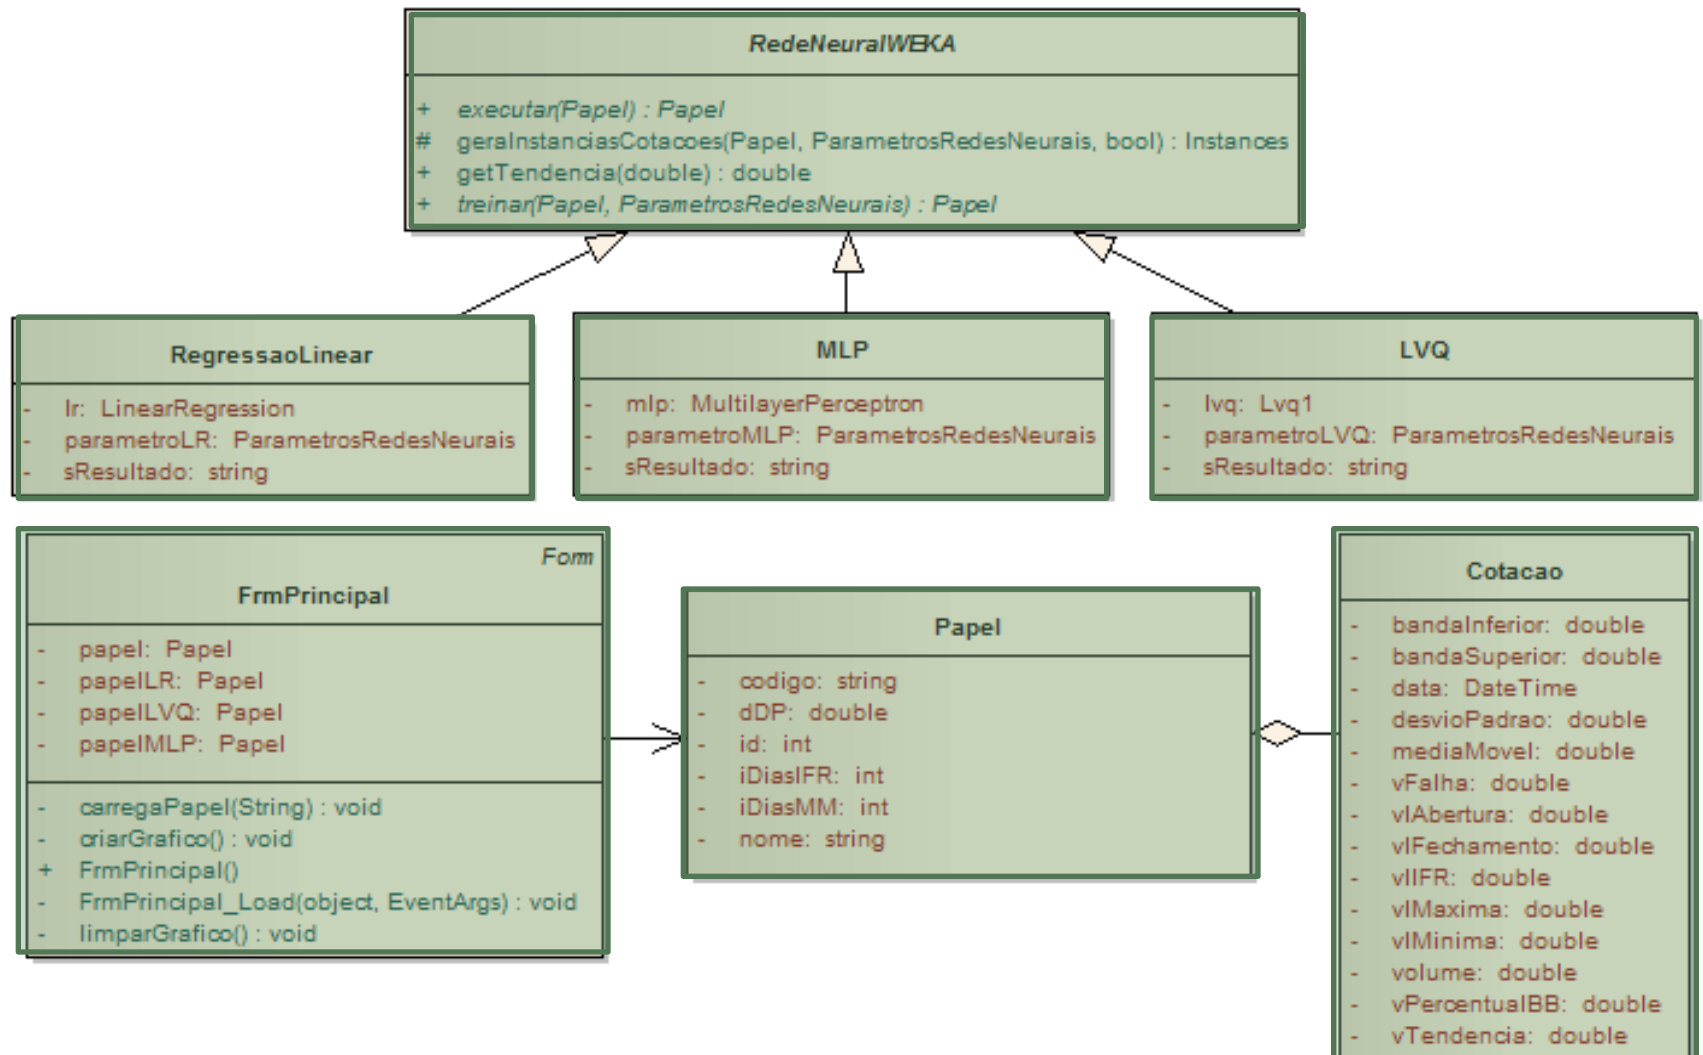 RedeNeuralWEKA
+ executar(Papel) : Papel
# geraInstanciasCotacoes(Papel, ParametrosRedesNeurais, bool) : Instances
+ getTendencia(double) : double
+ treinar(Papel, ParametrosRedesNeurais) : Papel
RegressaoLinear
- lr: LinearRegression
- parametroLR: ParametrosRedesNeurais
- sResultado: string
MLP
- mlp: MultilayerPerceptron
- parametroMLP: ParametrosRedesNeurais
- sResultado: string
LVQ
- lvq: Lvq1
- parametroLVQ: ParametrosRedesNeurais
- sResultado: string
Form
FrmPrincipal
- papel: Papel
- papelLR: Papel
- papelLVQ: Papel
- papelMLP: Papel
- carregaPapel(String) : void
- criarGrafico() : void
+ FrmPrincipal()
- FrmPrincipal_Load(object, EventArgs) : void
- limparGrafico() : void
Papel
- codigo: string
- dDP: double
- id: int
- iDiasIFR: int
- iDiasMM: int
- nome: string
Cotacao
- bandaInferior: double
- bandaSuperior: double
- data: DateTime
- desvioPadrao: double
- mediaMovel: double
- vFalha: double
- vlAbertura: double
- vlFechamento: double
- vlIFR: double
- vlMaxima: double
- vlMinima: double
- volume: double
- vPercentualBB: double
- vTendencia: double